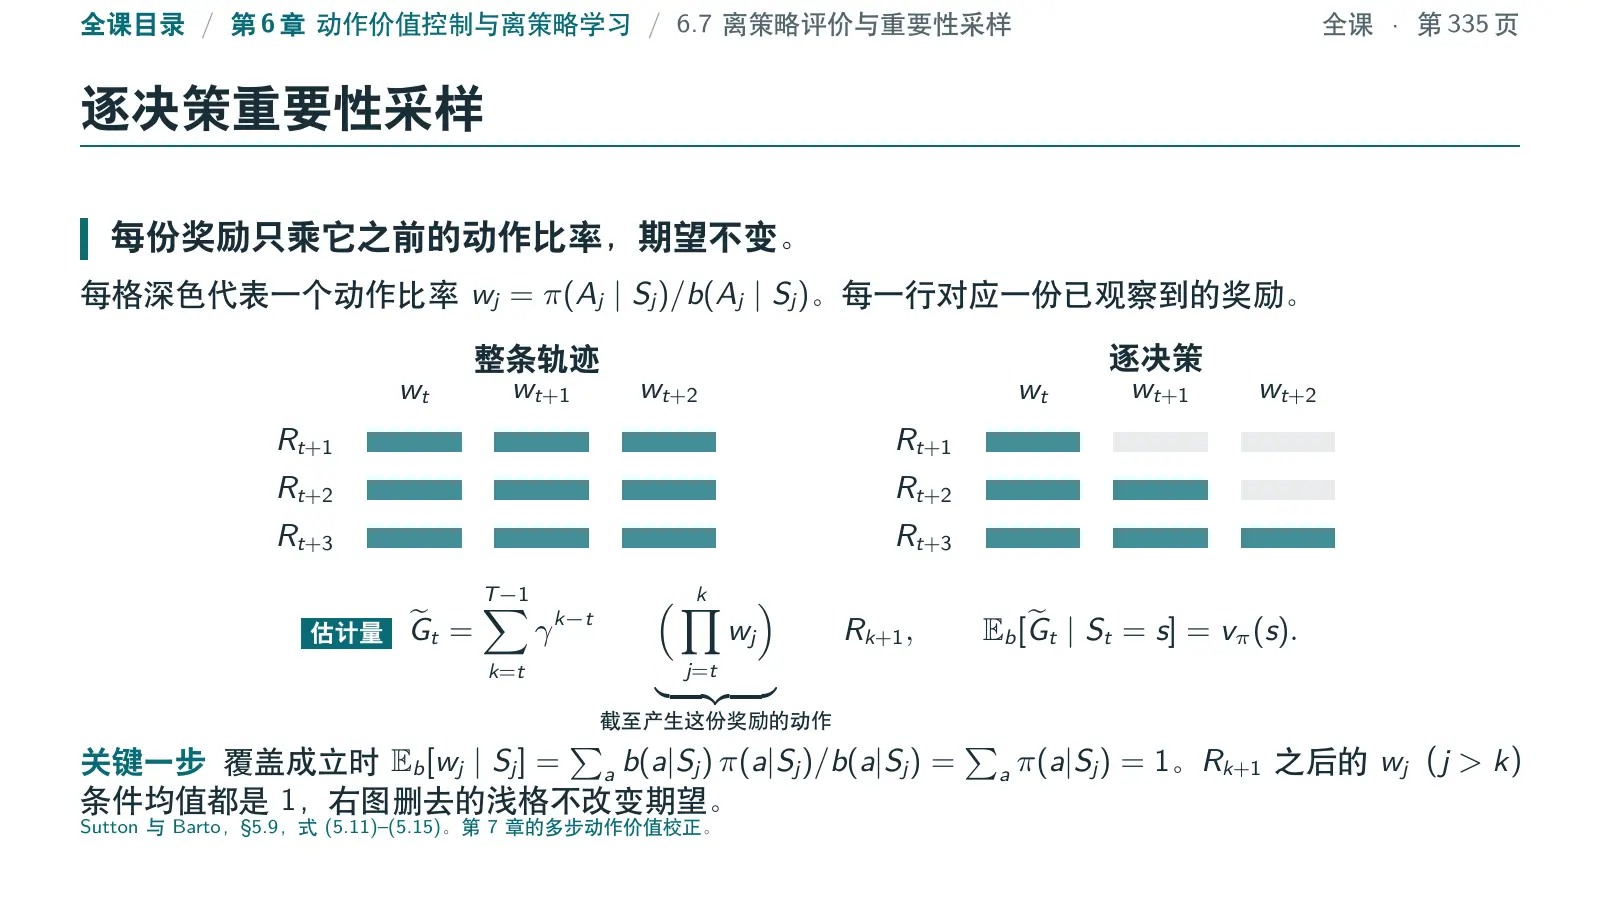 全课目录 / 第 6 章 动作价值控制与离策略学习 / 6.7 离策略评价与重要性采样 全课 · 第 335 页
逐决策重要性采样
每份奖励只乘它之前的动作比率，期望不变。
每格深色代表一个动作比率 w_j = π(A_j | S_j)/b(A_j | S_j)。每一行对应一份已观察到的奖励。
整条轨迹 逐决策
w_t w_{t+1} w_{t+2} w_t w_{t+1} w_{t+2}
R_{t+1} R_{t+1}
R_{t+2} R_{t+2}
R_{t+3} R_{t+3}
估计量 \widetilde{G}_t = \sum_{k=t}^{T−1} γ^{k−t} (\prod_{j=t}^{k} w_j) R_{k+1}, 𝔼_b[\widetilde{G}_t | S_t = s] = v_π(s).
截至产生这份奖励的动作
关键一步 覆盖成立时 𝔼_b[w_j | S_j] = ∑_a b(a|S_j) π(a|S_j)/b(a|S_j) = ∑_a π(a|S_j) = 1。R_{k+1} 之后的 w_j（j > k）
条件均值都是 1，右图删去的浅格不改变期望。
Sutton 与 Barto，§5.9，式 (5.11)–(5.15)。第 7 章的多步动作价值校正。